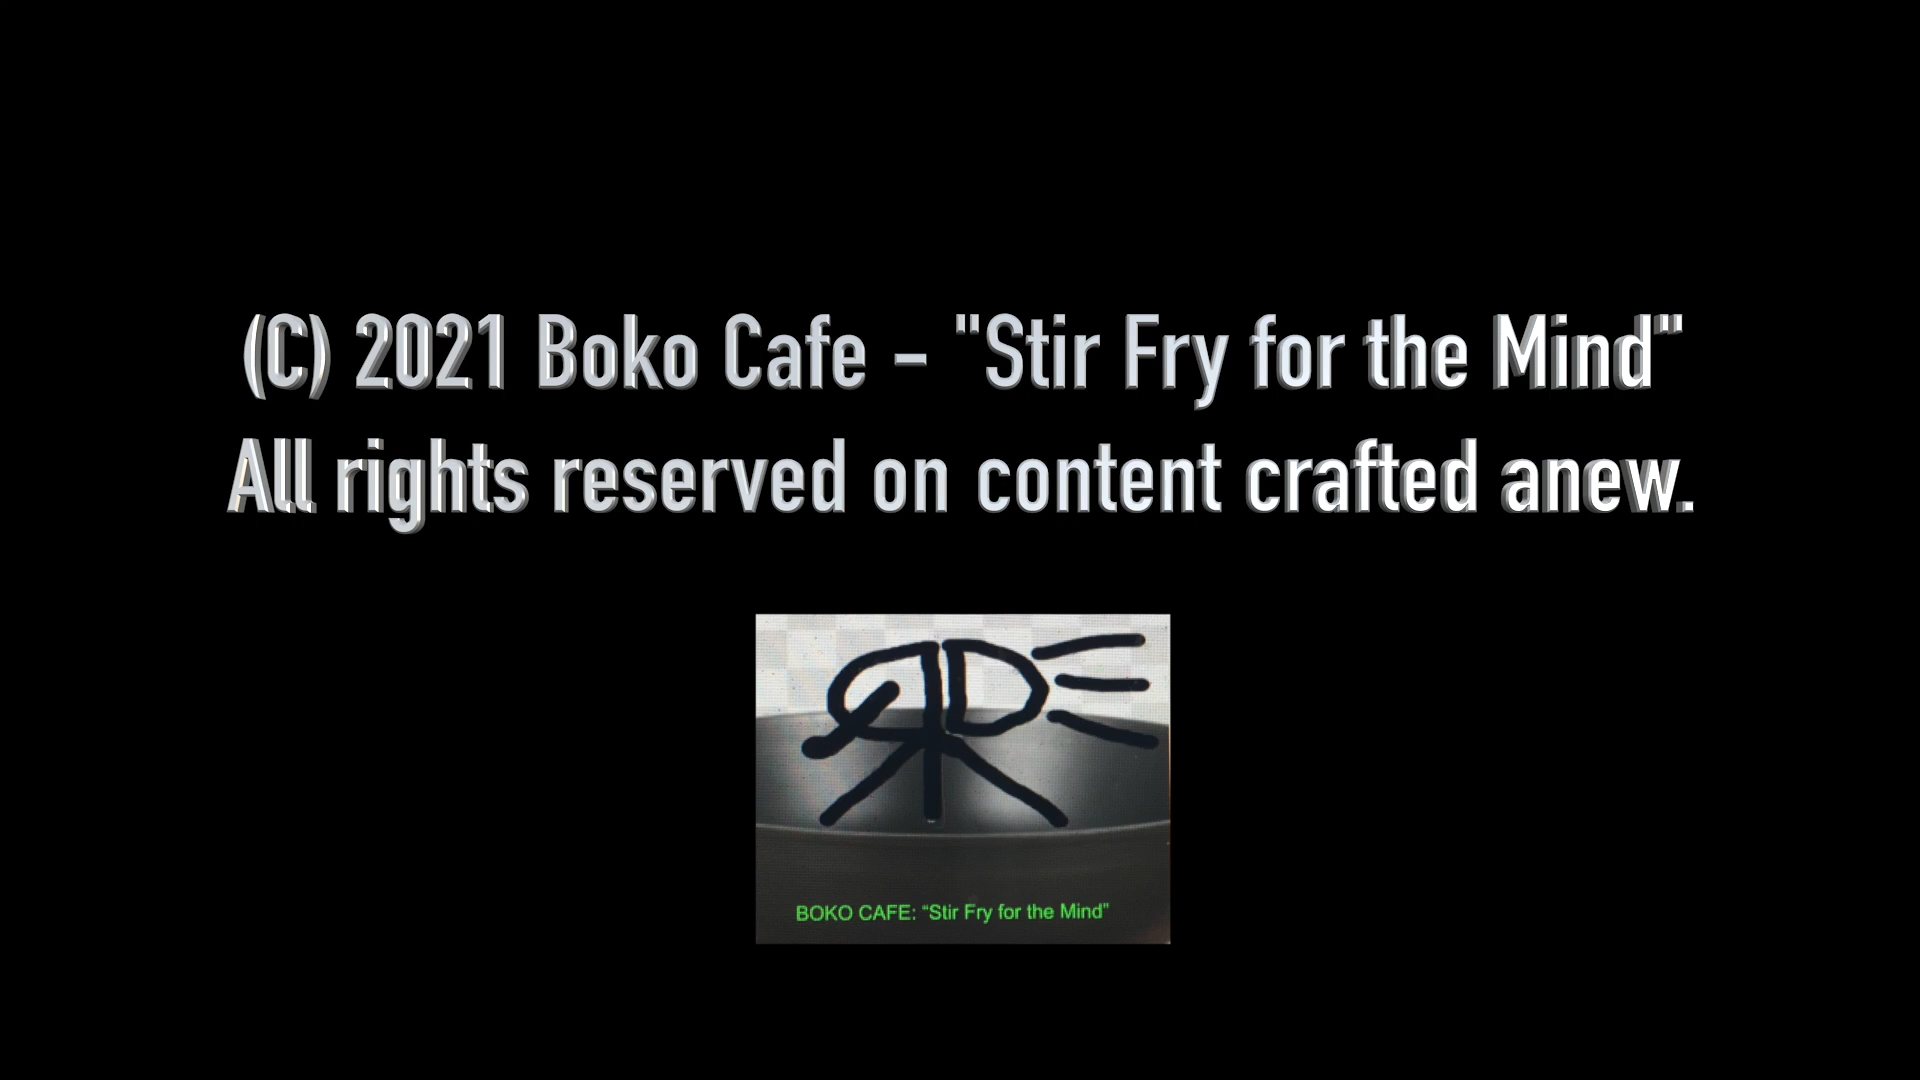 (C) 2021 Boko Cafe - "Stir Fry for the Mind"
All rights reserved on content crafted anew.
BOKO CAFE: “Stir Fry for the Mind”